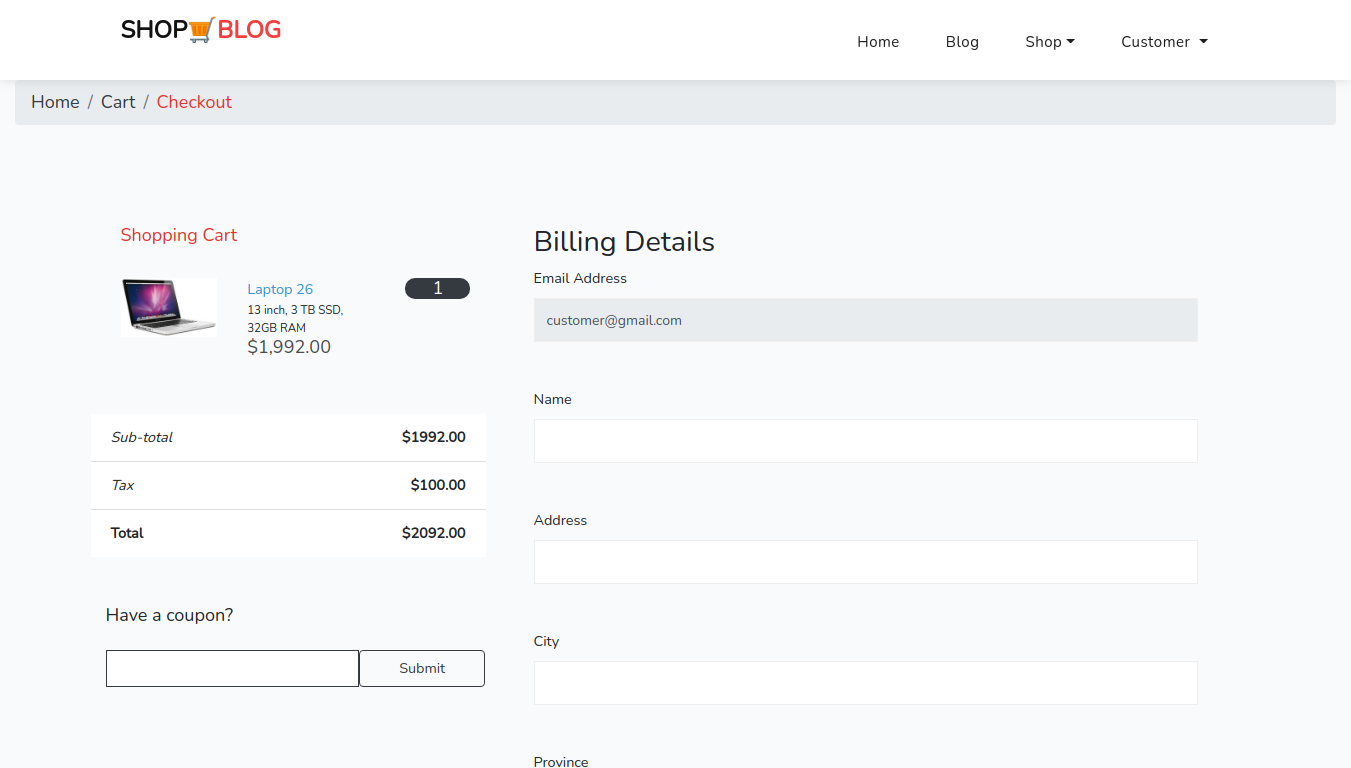 SHOP🛒BLOG
Home
Blog
Shop
Customer
Home / Cart / Checkout
Shopping Cart
Laptop 26
13 inch, 3 TB SSD,
32GB RAM
$1,992.00
1
Sub-total $1992.00
Tax $100.00
Total $2092.00
Have a coupon?
Submit
Billing Details
Email Address
customer@gmail.com
Name
Address
City
Province